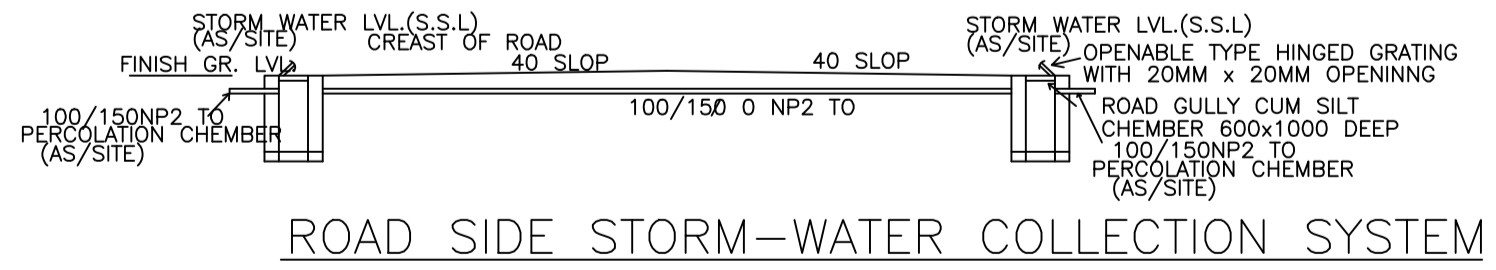 STORM WATER LVL.(S.S.L)
(AS/SITE)
CREAST OF ROAD
FINISH GR. LVL
40 SLOP
40 SLOP
STORM WATER LVL.(S.S.L)
(AS/SITE)
OPENABLE TYPE HINGED GRATING
WITH 20MM x 20MM OPENINNG
100/150NP2 TO
PERCOLATION CHEMBER
(AS/SITE)
100/150 0 NP2 TO
ROAD GULLY CUM SILT
CHEMBER 600x1000 DEEP
100/150NP2 TO
PERCOLATION CHEMBER
(AS/SITE)
ROAD SIDE STORM-WATER COLLECTION SYSTEM